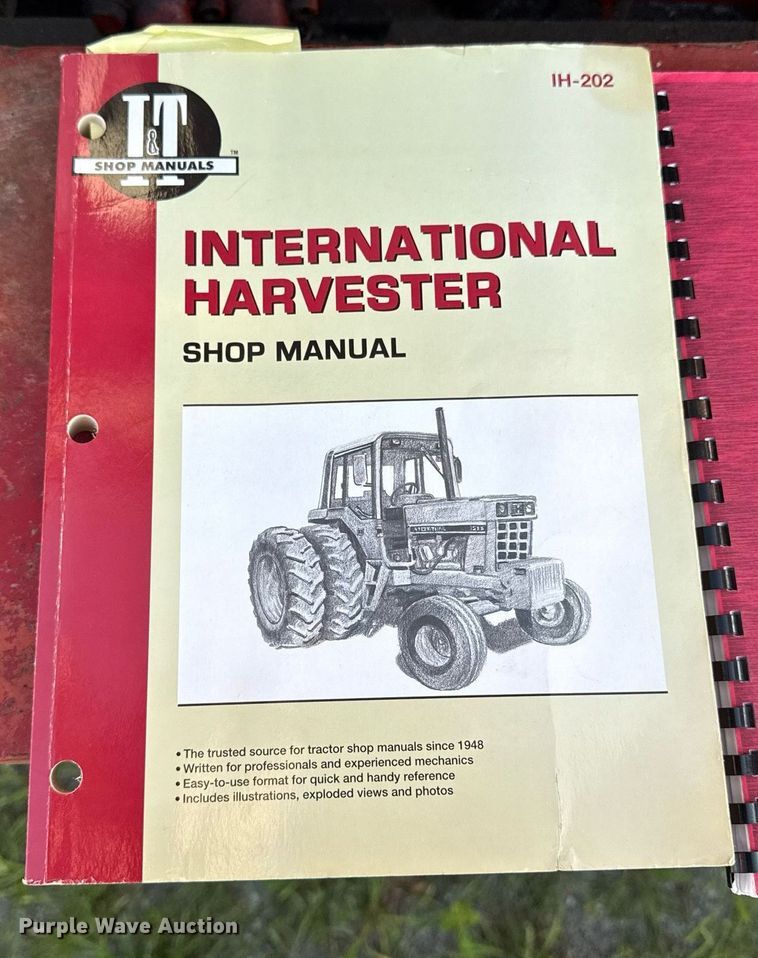 IH-202
I&T
SHOP MANUALS™
INTERNATIONAL
HARVESTER
SHOP MANUAL
• The trusted source for tractor shop manuals since 1948
• Written for professionals and experienced mechanics
• Easy-to-use format for quick and handy reference
• Includes illustrations, exploded views and photos
Purple Wave Auction